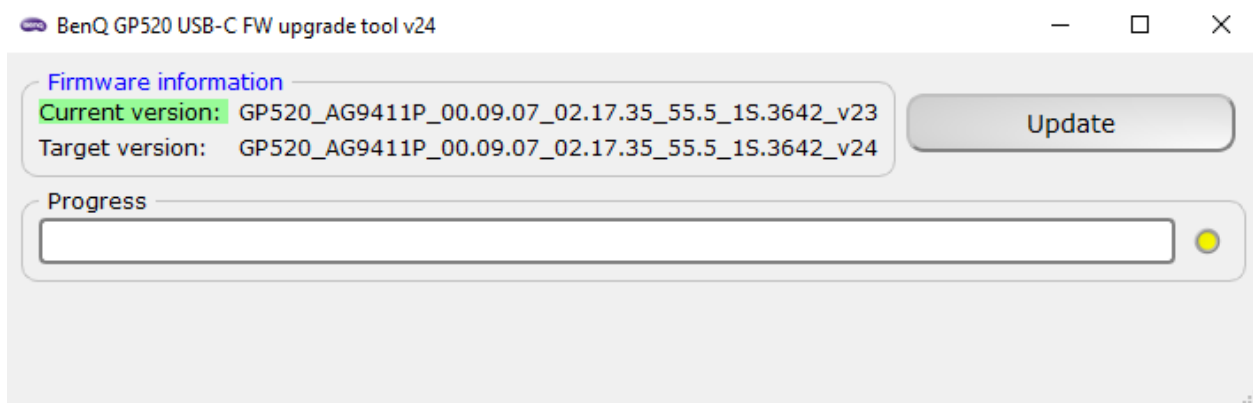 BenQ GP520 USB-C FW upgrade tool v24
Firmware information
Current version: GP520_AG9411P_00.09.07_02.17.35_55.5_1S.3642_v23
Target version: GP520_AG9411P_00.09.07_02.17.35_55.5_1S.3642_v24
Update
Progress